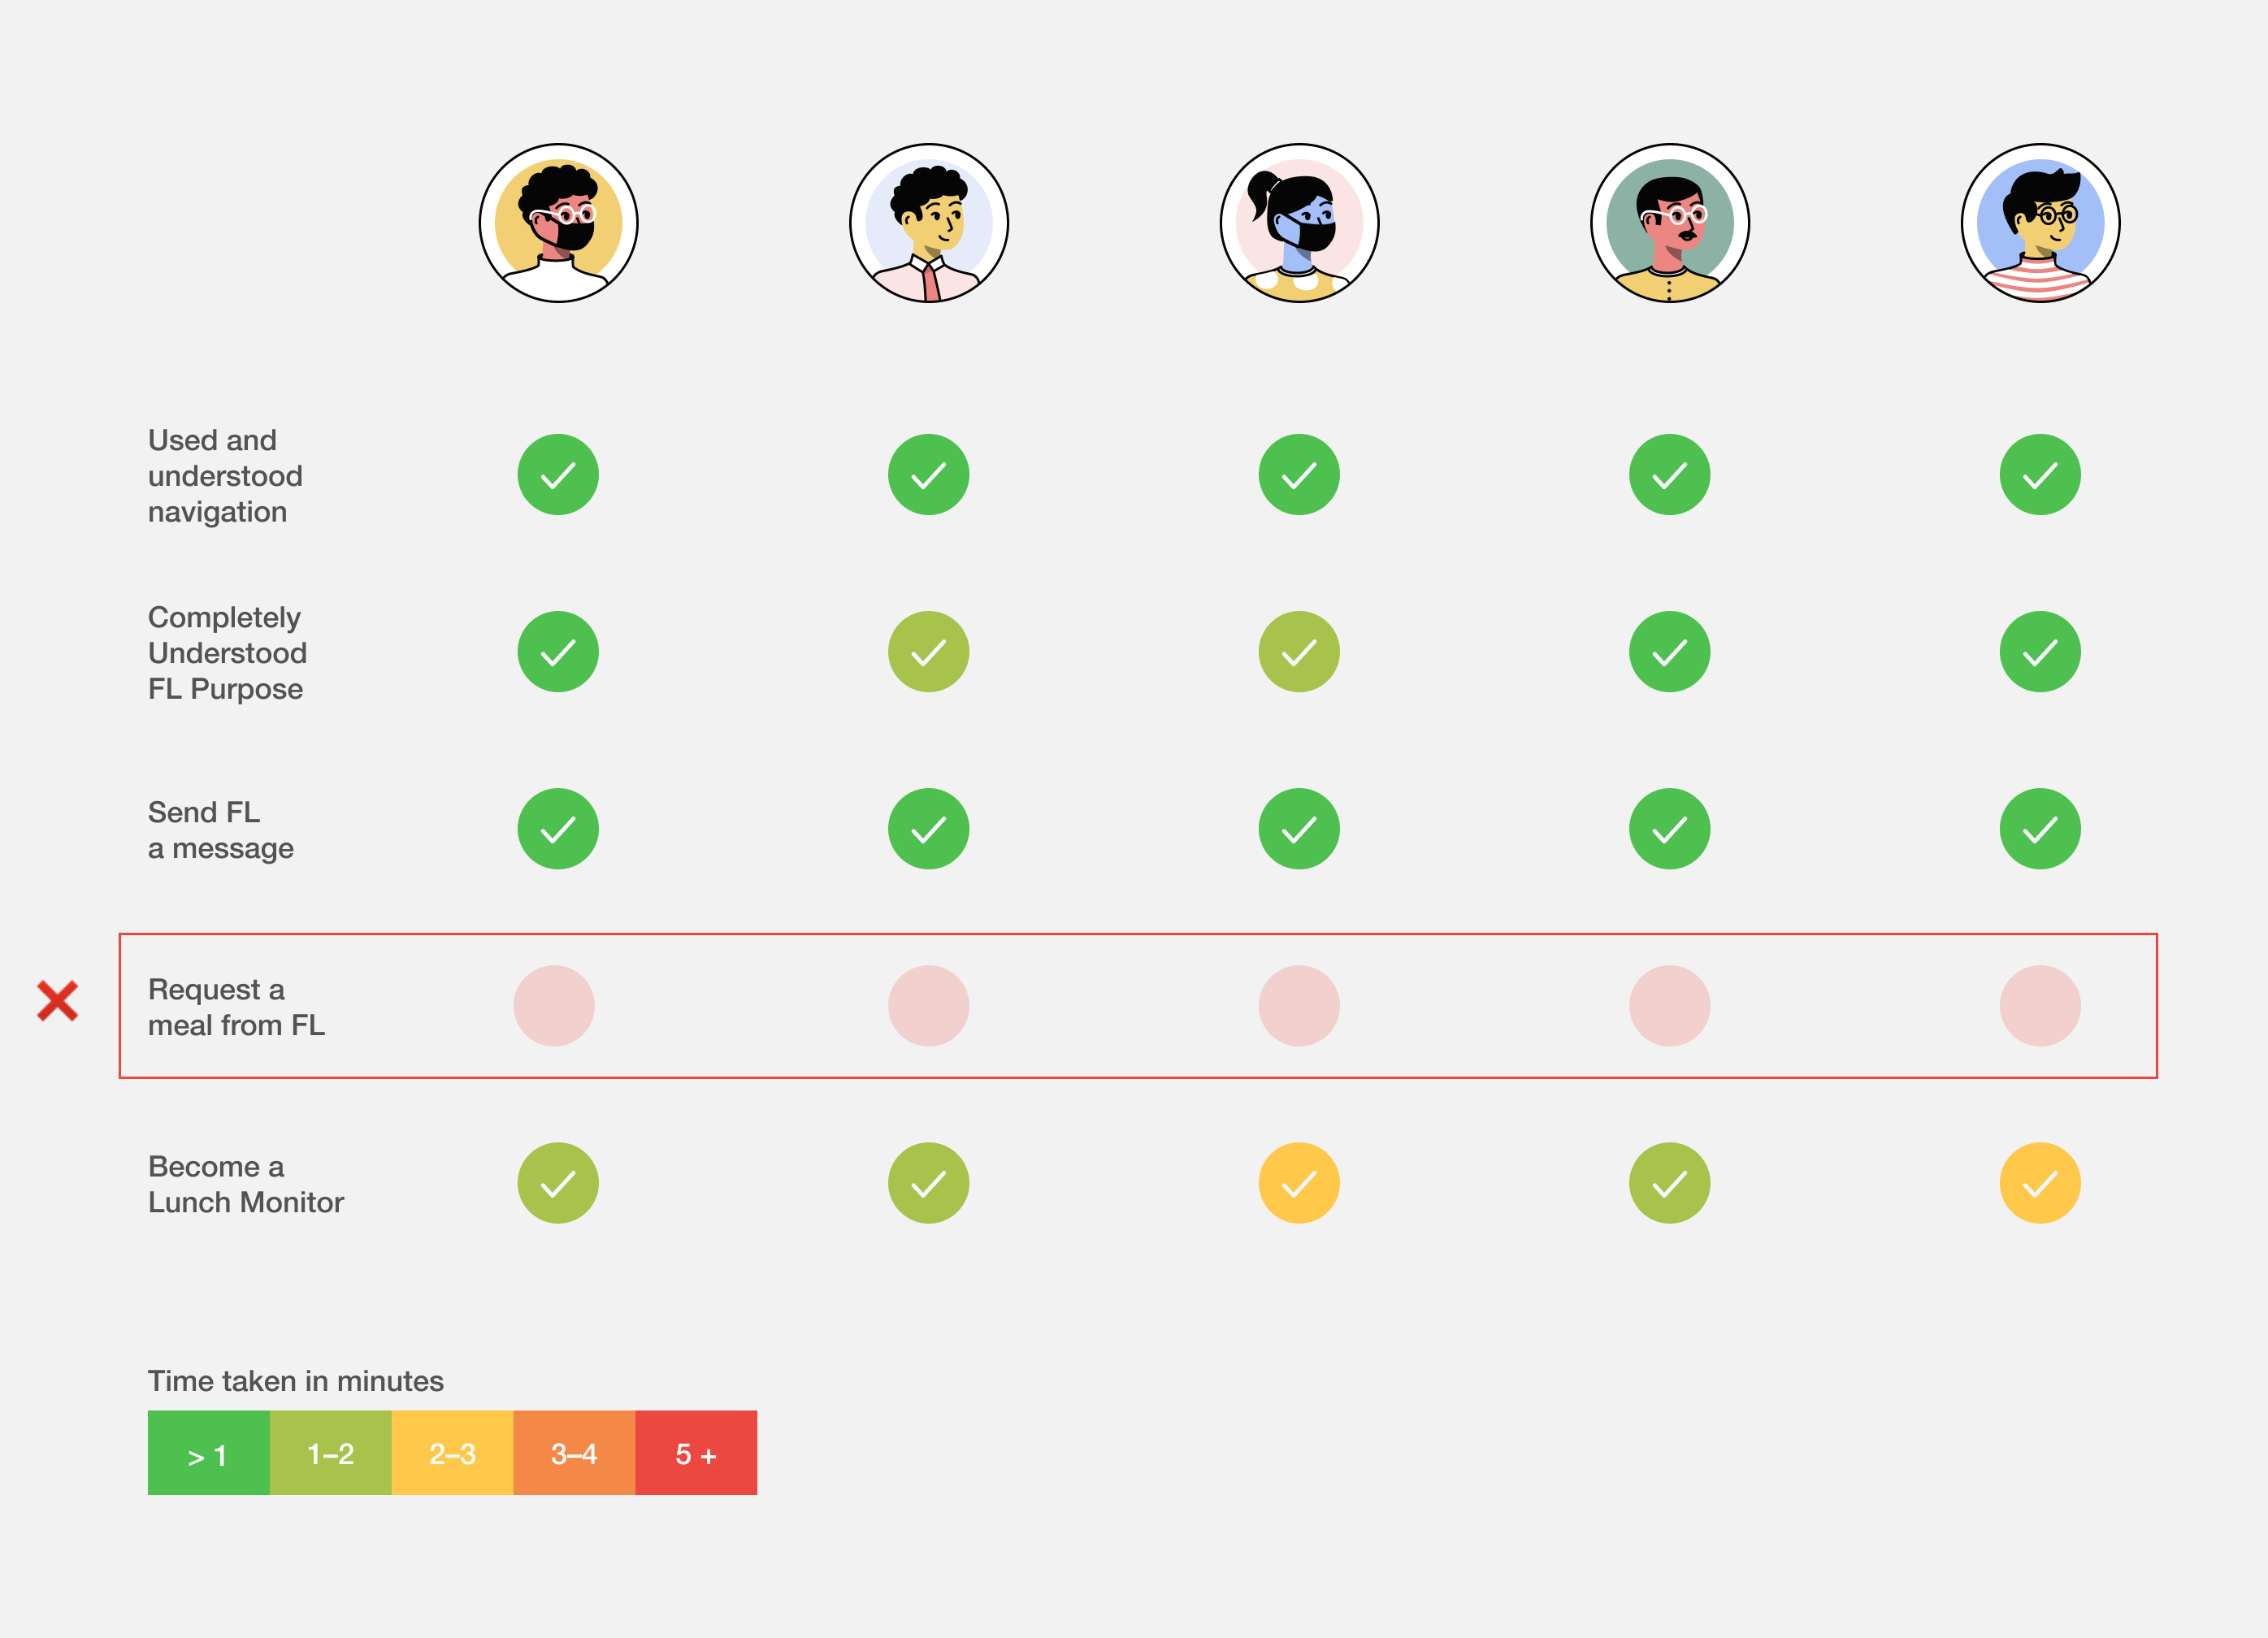 Used and
understood
navigation
Completely
Understood
FL Purpose
Send FL
a message
Request a
meal from FL
Become a
Lunch Monitor
Time taken in minutes
> 1
1–2
2–3
3–4
5 +